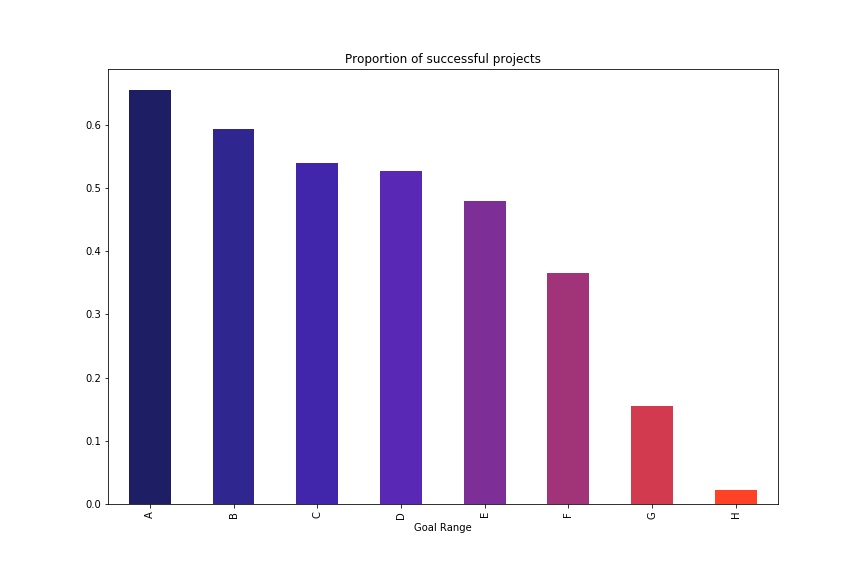 Proportion of successful projects
0.6
0.5
0.4
0.3
0.2
0.1
0.0
A
B
C
D
E
F
G
H
Goal Range